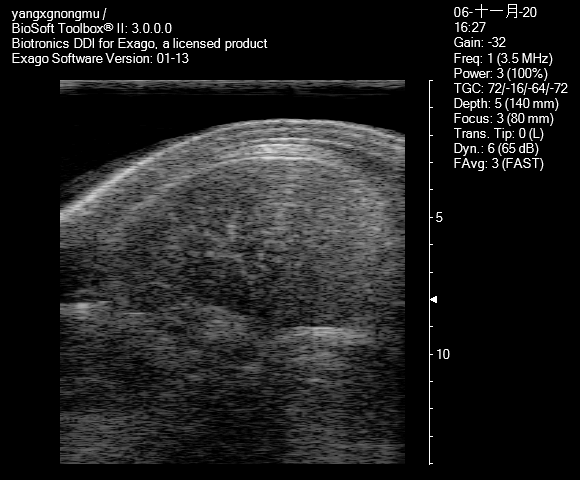 yangxgnongmu /
BioSoft Toolbox® II: 3.0.0.0
Biotronics DDI for Exago, a licensed product
Exago Software Version: 01-13
06-十一月-20
16:27
Gain: -32
Freq: 1 (3.5 MHz)
Power: 3 (100%)
TGC: 72/-16/-64/-72
Depth: 5 (140 mm)
Focus: 3 (80 mm)
Trans. Tip: 0 (L)
Dyn.: 6 (65 dB)
FAvg: 3 (FAST)
5
10